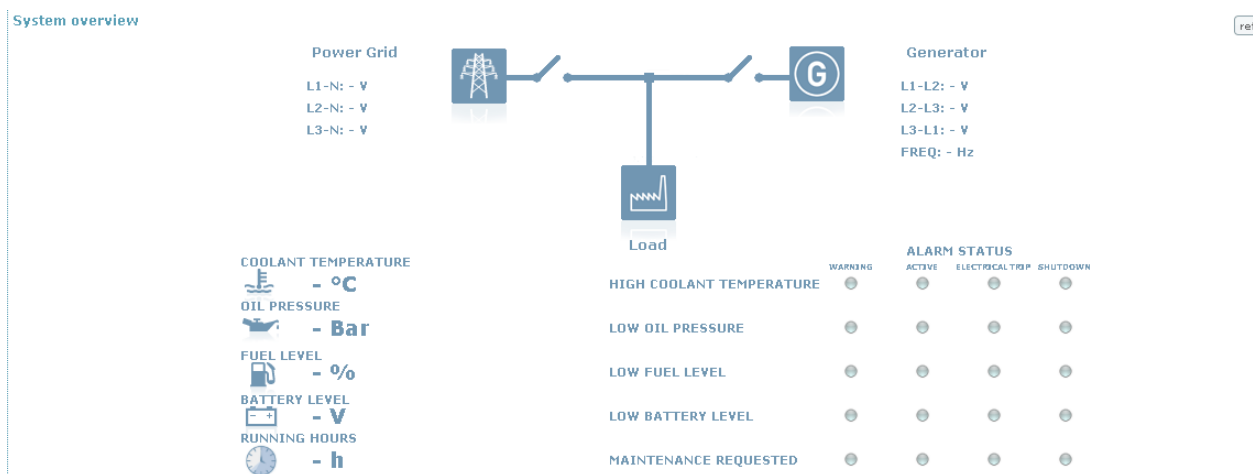 System overview
ref
Power Grid
L1-N: - V
L2-N: - V
L3-N: - V
G
Generator
L1-L2: - V
L2-L3: - V
L3-L1: - V
FREQ: - Hz
Load
COOLANT TEMPERATURE
- °C
OIL PRESSURE
- Bar
FUEL LEVEL
- %
BATTERY LEVEL
- V
RUNNING HOURS
- h
ALARM STATUS
WARNING ACTIVE ELECTRICAL TRIP SHUTDOWN
HIGH COOLANT TEMPERATURE
LOW OIL PRESSURE
LOW FUEL LEVEL
LOW BATTERY LEVEL
MAINTENANCE REQUESTED